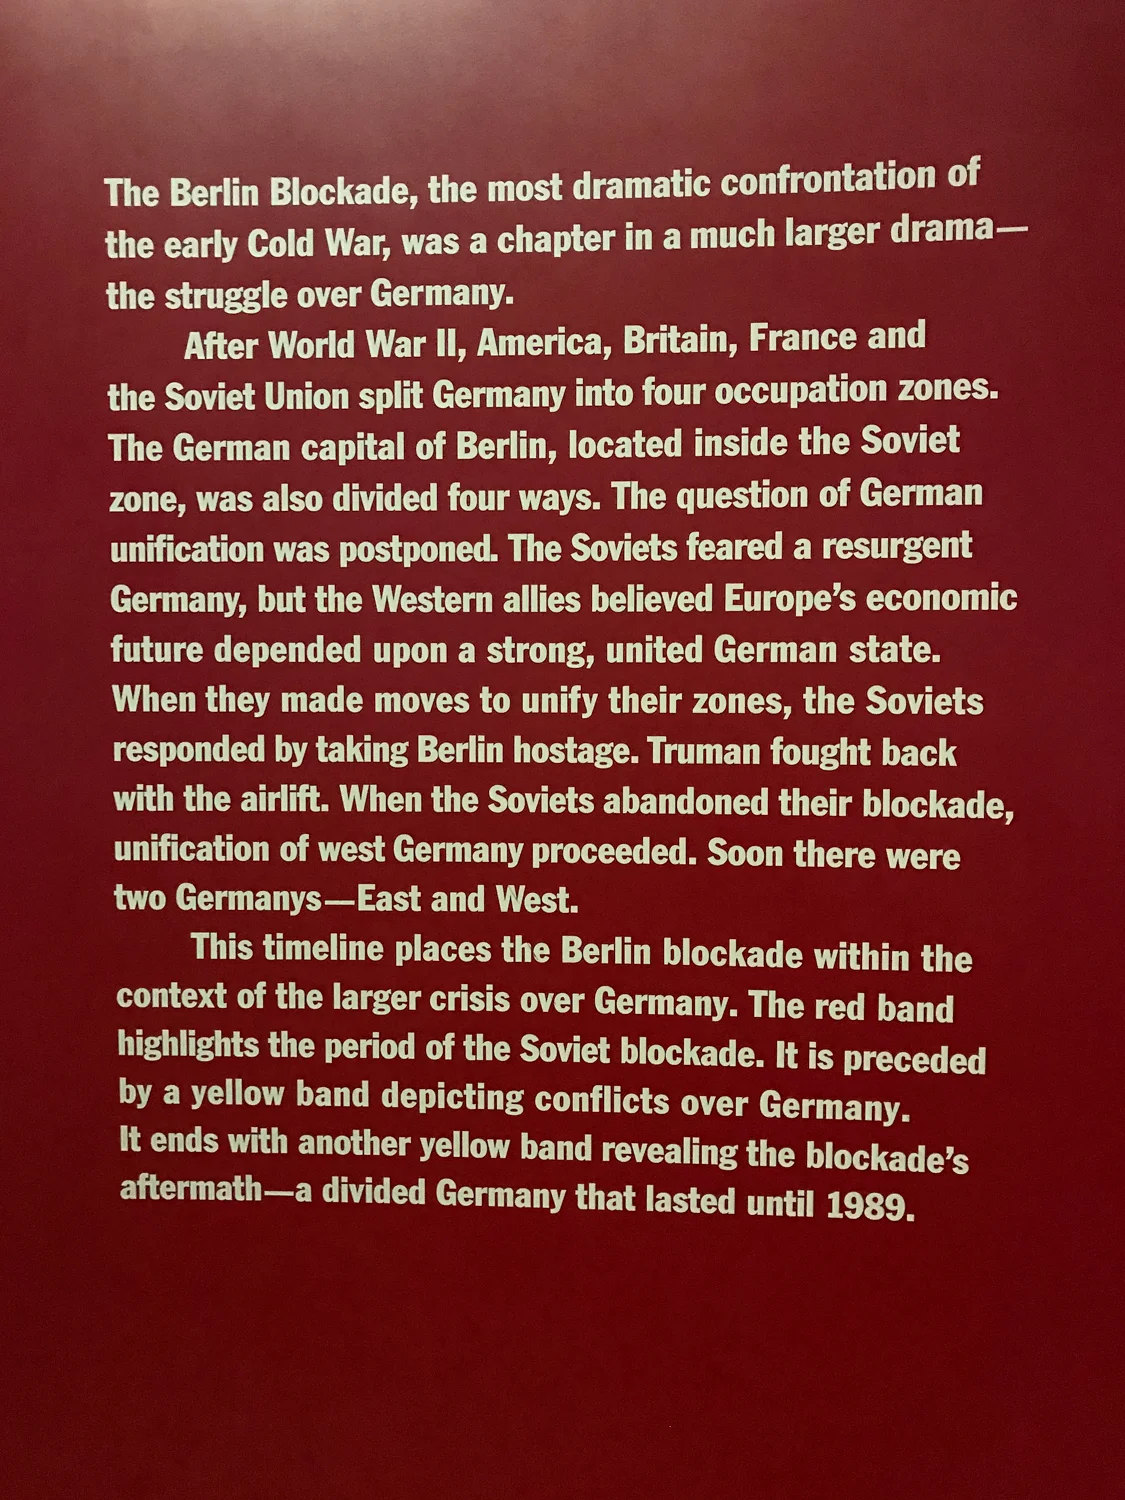 The Berlin Blockade, the most dramatic confrontation of
the early Cold War, was a chapter in a much larger drama—
the struggle over Germany.
After World War II, America, Britain, France and
the Soviet Union split Germany into four occupation zones.
The German capital of Berlin, located inside the Soviet
zone, was also divided four ways. The question of German
unification was postponed. The Soviets feared a resurgent
Germany, but the Western allies believed Europe's economic
future depended upon a strong, united German state.
When they made moves to unify their zones, the Soviets
responded by taking Berlin hostage. Truman fought back
with the airlift. When the Soviets abandoned their blockade,
unification of west Germany proceeded. Soon there were
two Germanys—East and West.
This timeline places the Berlin blockade within the
context of the larger crisis over Germany. The red band
highlights the period of the Soviet blockade. It is preceded
by a yellow band depicting conflicts over Germany.
It ends with another yellow band revealing the blockade's
aftermath—a divided Germany that lasted until 1989.